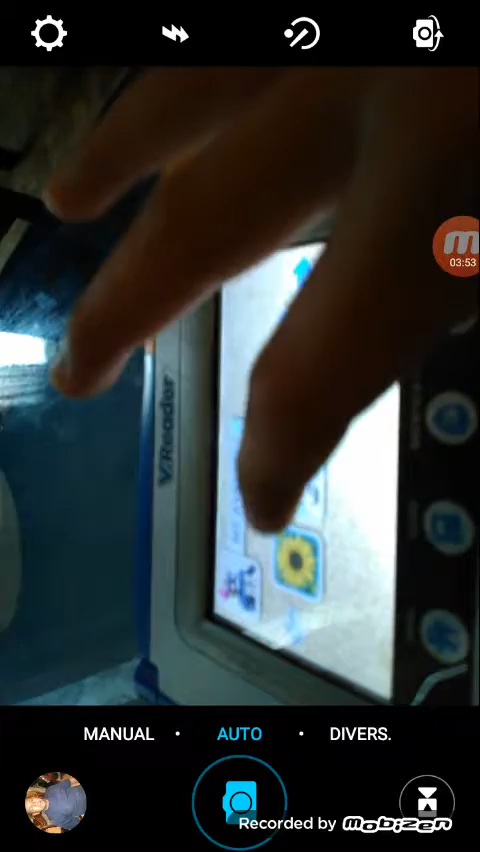 03:53
V.Reader
MANUAL • AUTO • DIVERS.
Recorded by mobizen